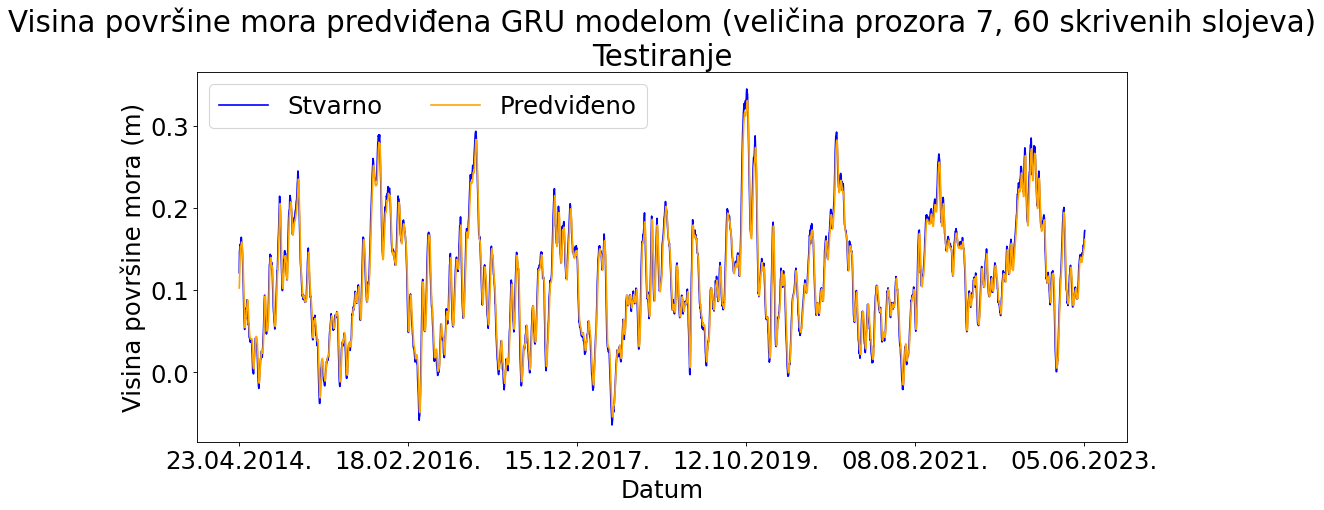 Visina površine mora predviđena GRU modelom (veličina prozora 7, 60 skrivenih slojeva)
Testiranje
Stvarno
Predviđeno
Visina površine mora (m)
0.3
0.2
0.1
0.0
23.04.2014.
18.02.2016.
15.12.2017.
12.10.2019.
08.08.2021.
05.06.2023.
Datum